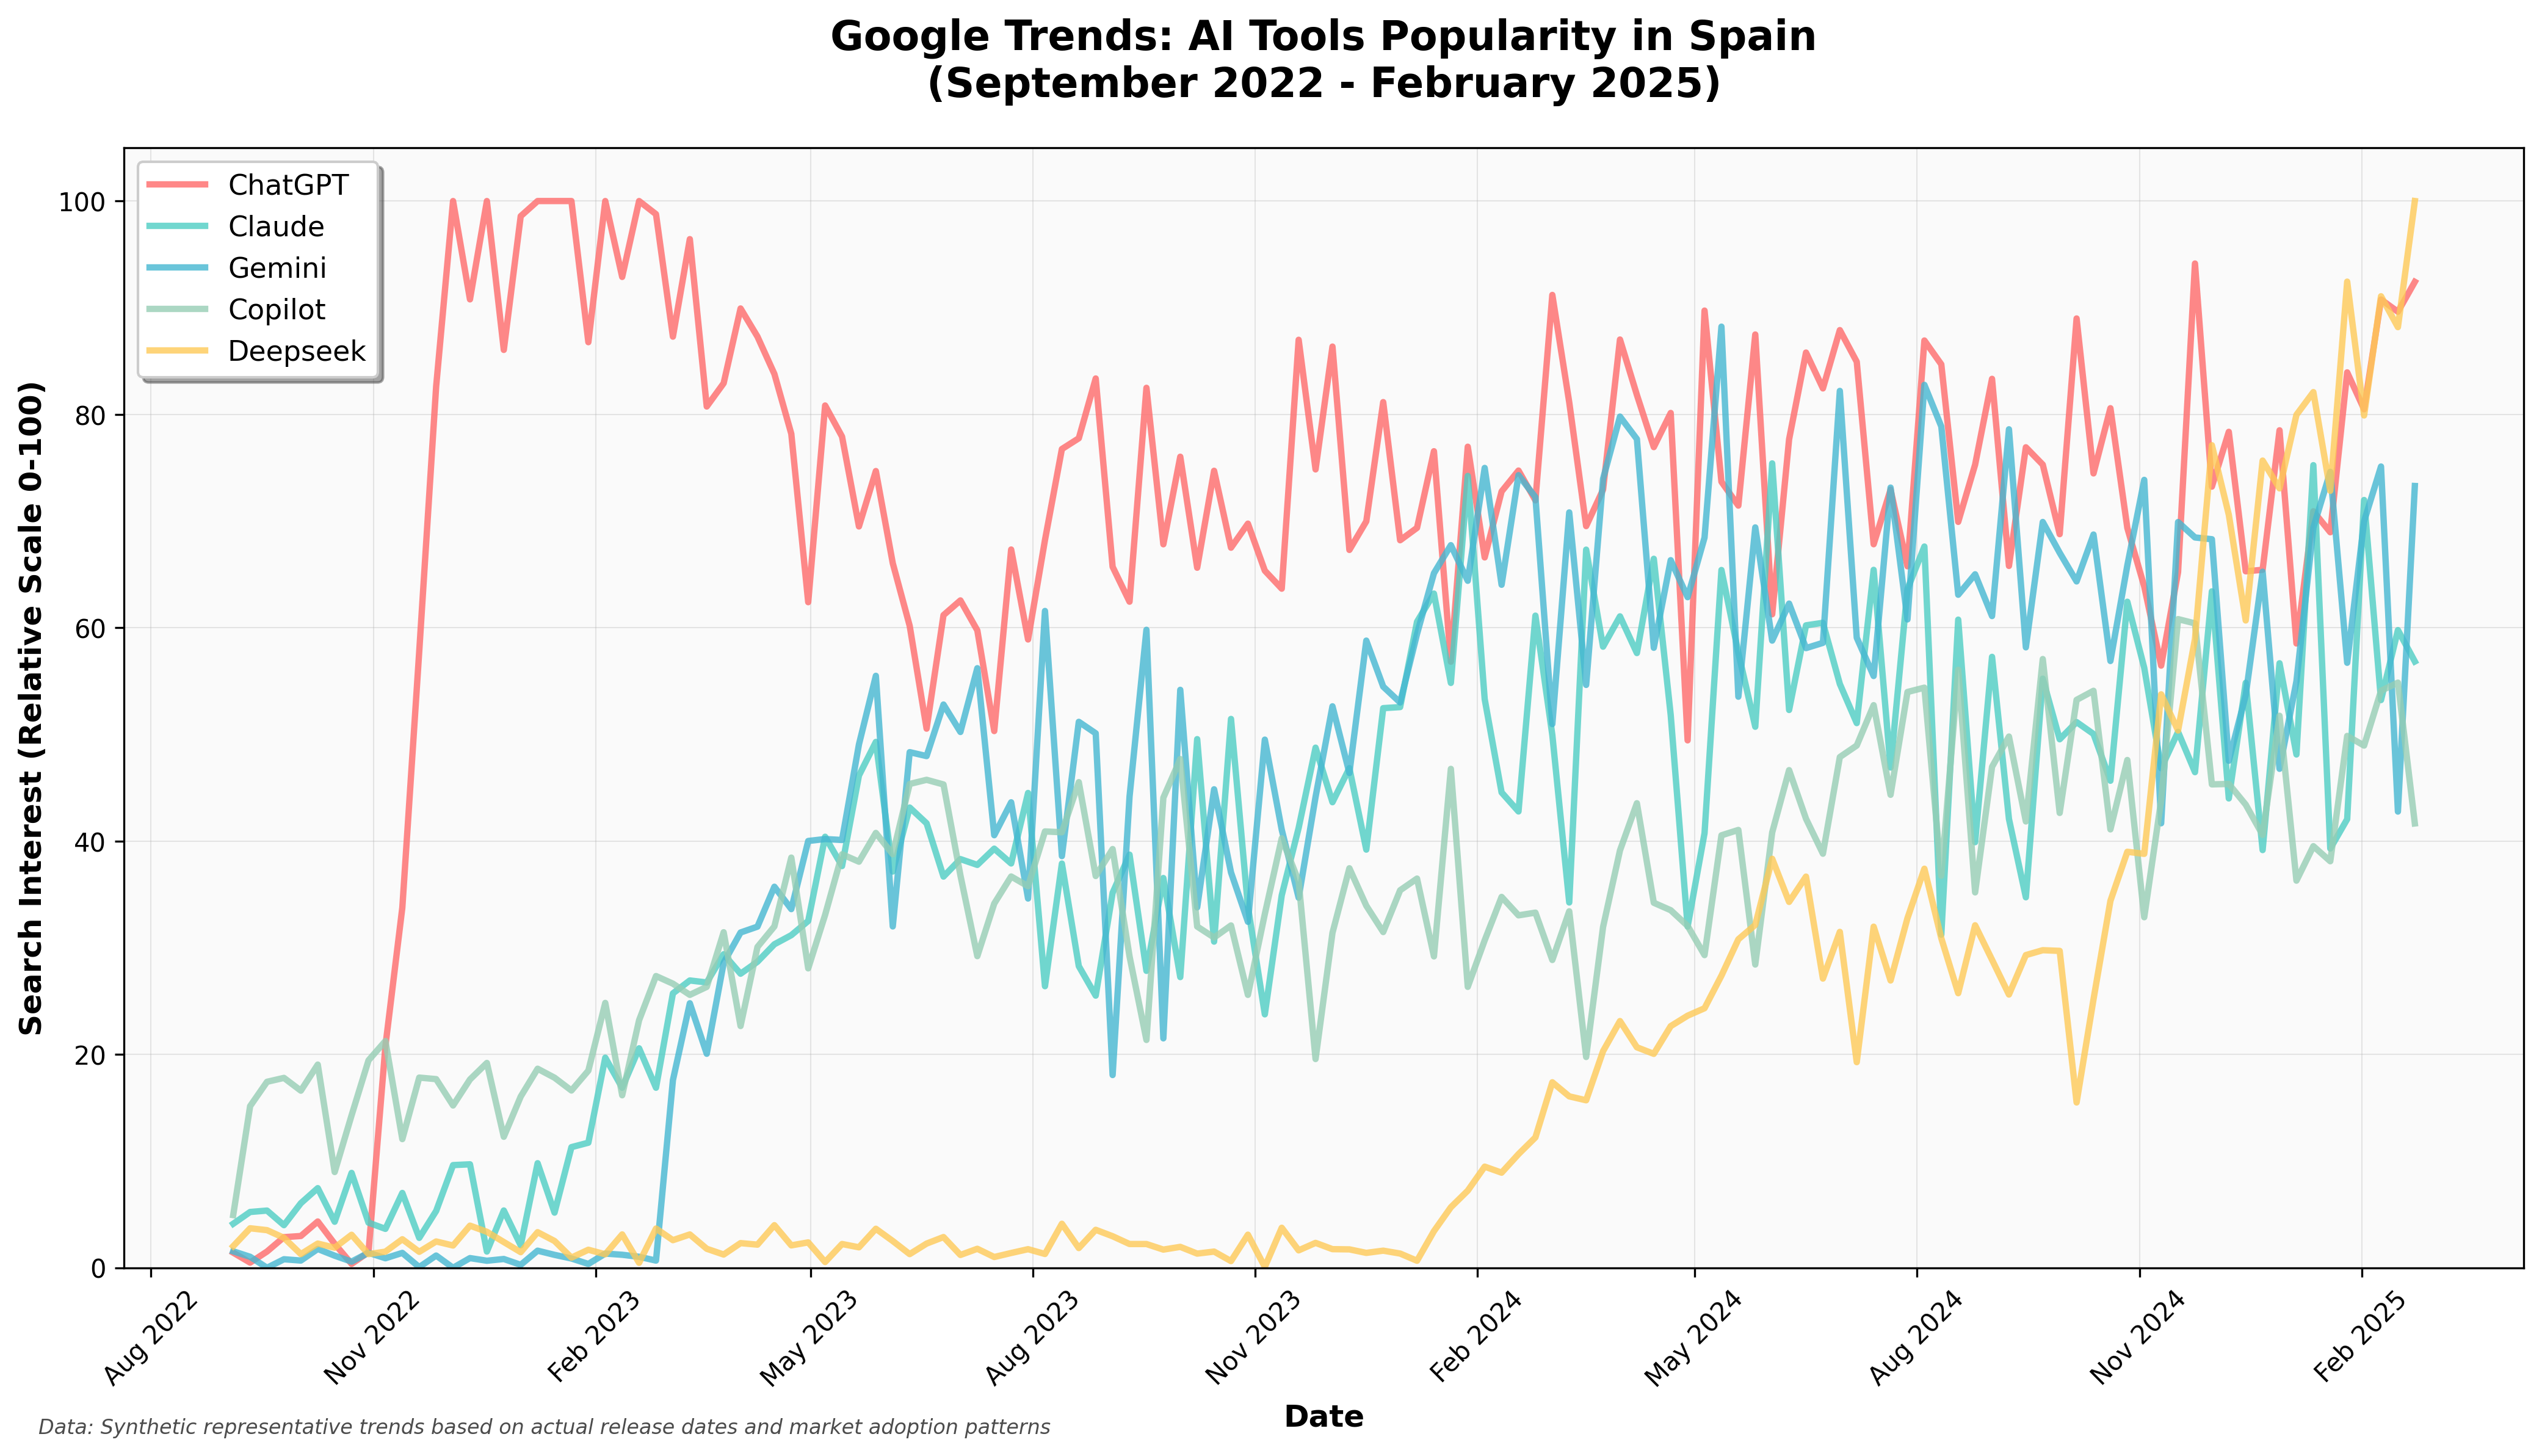 Google Trends: AI Tools Popularity in Spain
(September 2022 - February 2025)
ChatGPT
Claude
Gemini
Copilot
Deepseek
Search Interest (Relative Scale 0-100)
100
80
60
40
20
0
Aug 2022
Nov 2022
Feb 2023
May 2023
Aug 2023
Nov 2023
Feb 2024
May 2024
Aug 2024
Nov 2024
Feb 2025
Date
Data: Synthetic representative trends based on actual release dates and market adoption patterns